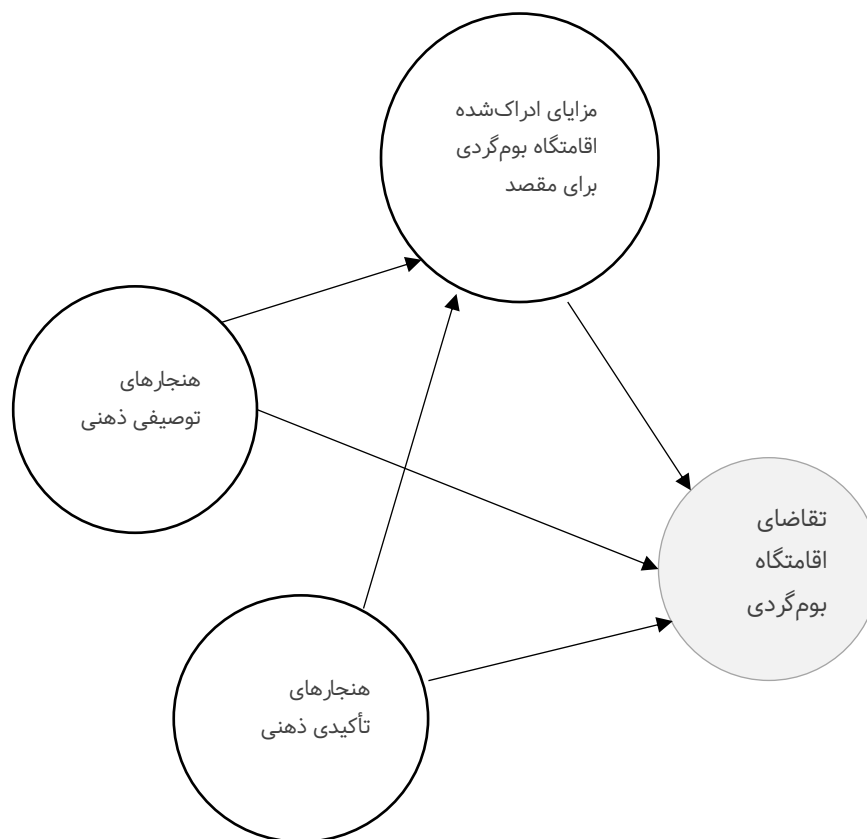 مزایای ادراک‌شده
اقامتگاه بوم‌گردی
برای مقصد
هنجارهای
توصیفی ذهنی
تقاضای
اقامتگاه
بوم‌گردی
هنجارهای
تأکیدی ذهنی